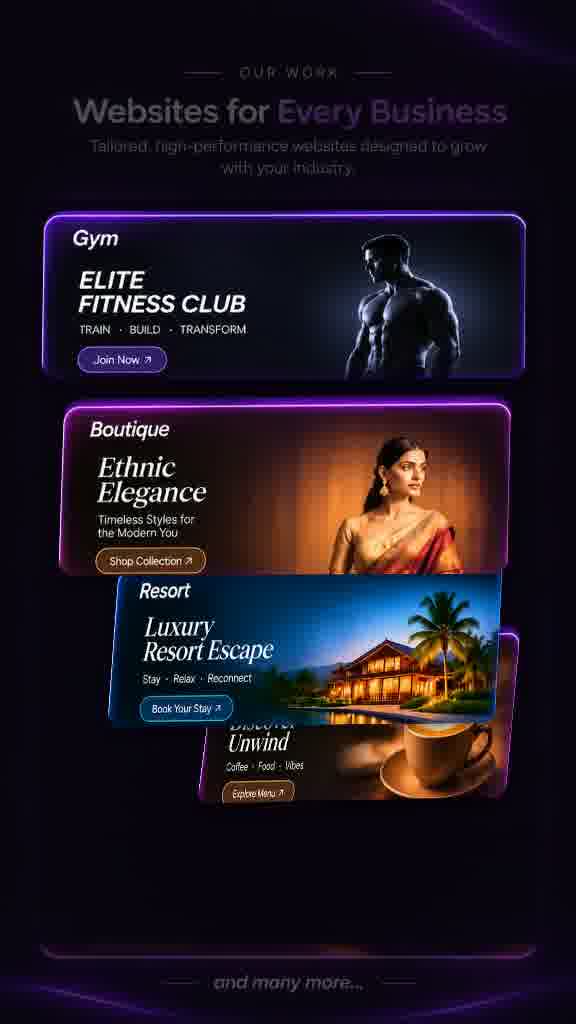 OUR WORK
Websites for Every Business
Tailored, high-performance websites designed to grow
with your industry.
Gym
ELITE
FITNESS CLUB
TRAIN · BUILD · TRANSFORM
Join Now ↗
Boutique
Ethnic
Elegance
Timeless Styles for
the Modern You
Shop Collection ↗
Resort
Luxury
Resort Escape
Stay · Relax · Reconnect
Book Your Stay ↗
Unwind
Coffee · Food · Vibes
Explore Menu ↗
and many more...